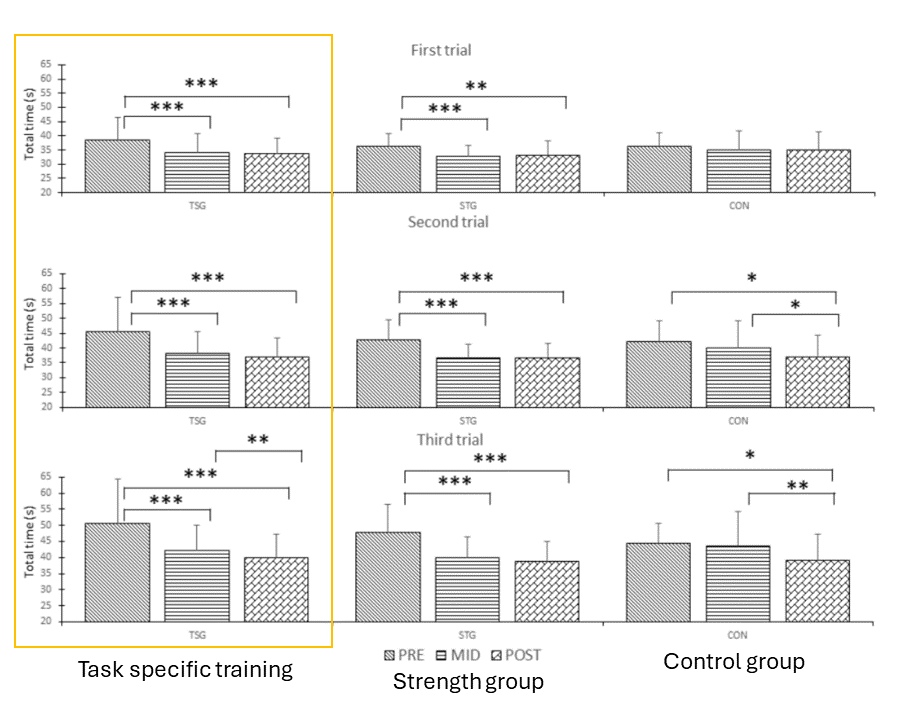 First trial
Total time (s)
65
60
55
50
45
40
35
30
25
20
***
***
**
***
TSG
STG
CON
Second trial
Total time (s)
65
60
55
50
45
40
35
30
25
20
***
***
***
***
*
*
TSG
STG
CON
Third trial
Total time (s)
65
60
55
50
45
40
35
30
25
20
**
***
***
***
***
*
**
TSG
STG
CON
PRE MID POST
Task specific training
Strength group
Control group